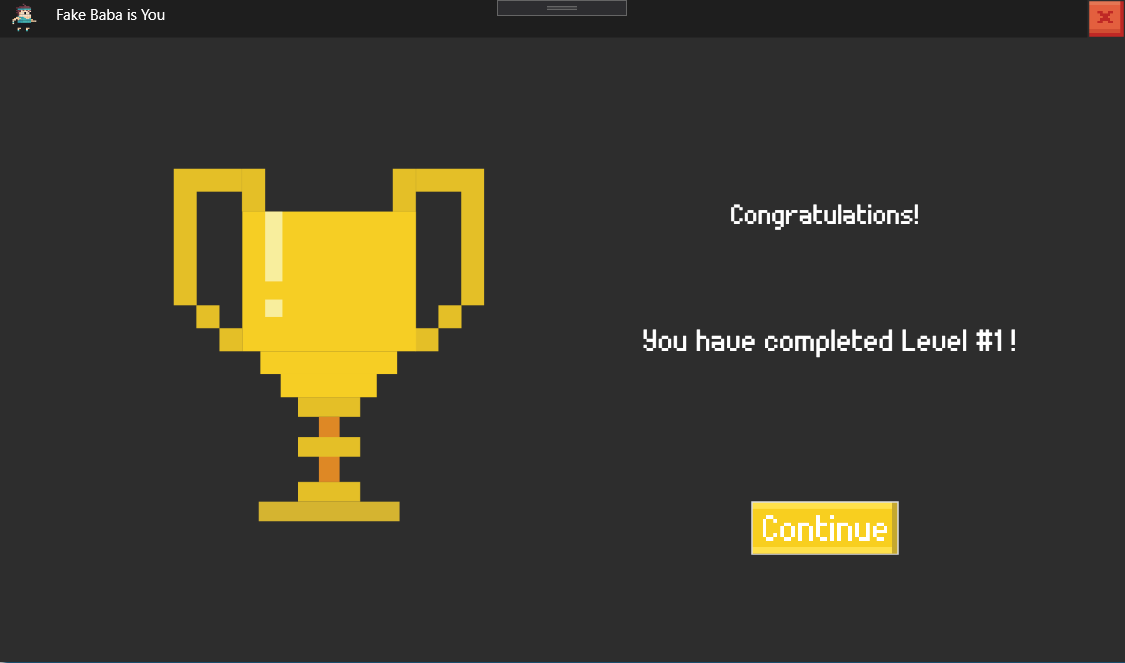 Fake Baba is You
Congratulations!
You have completed Level #1!
Continue